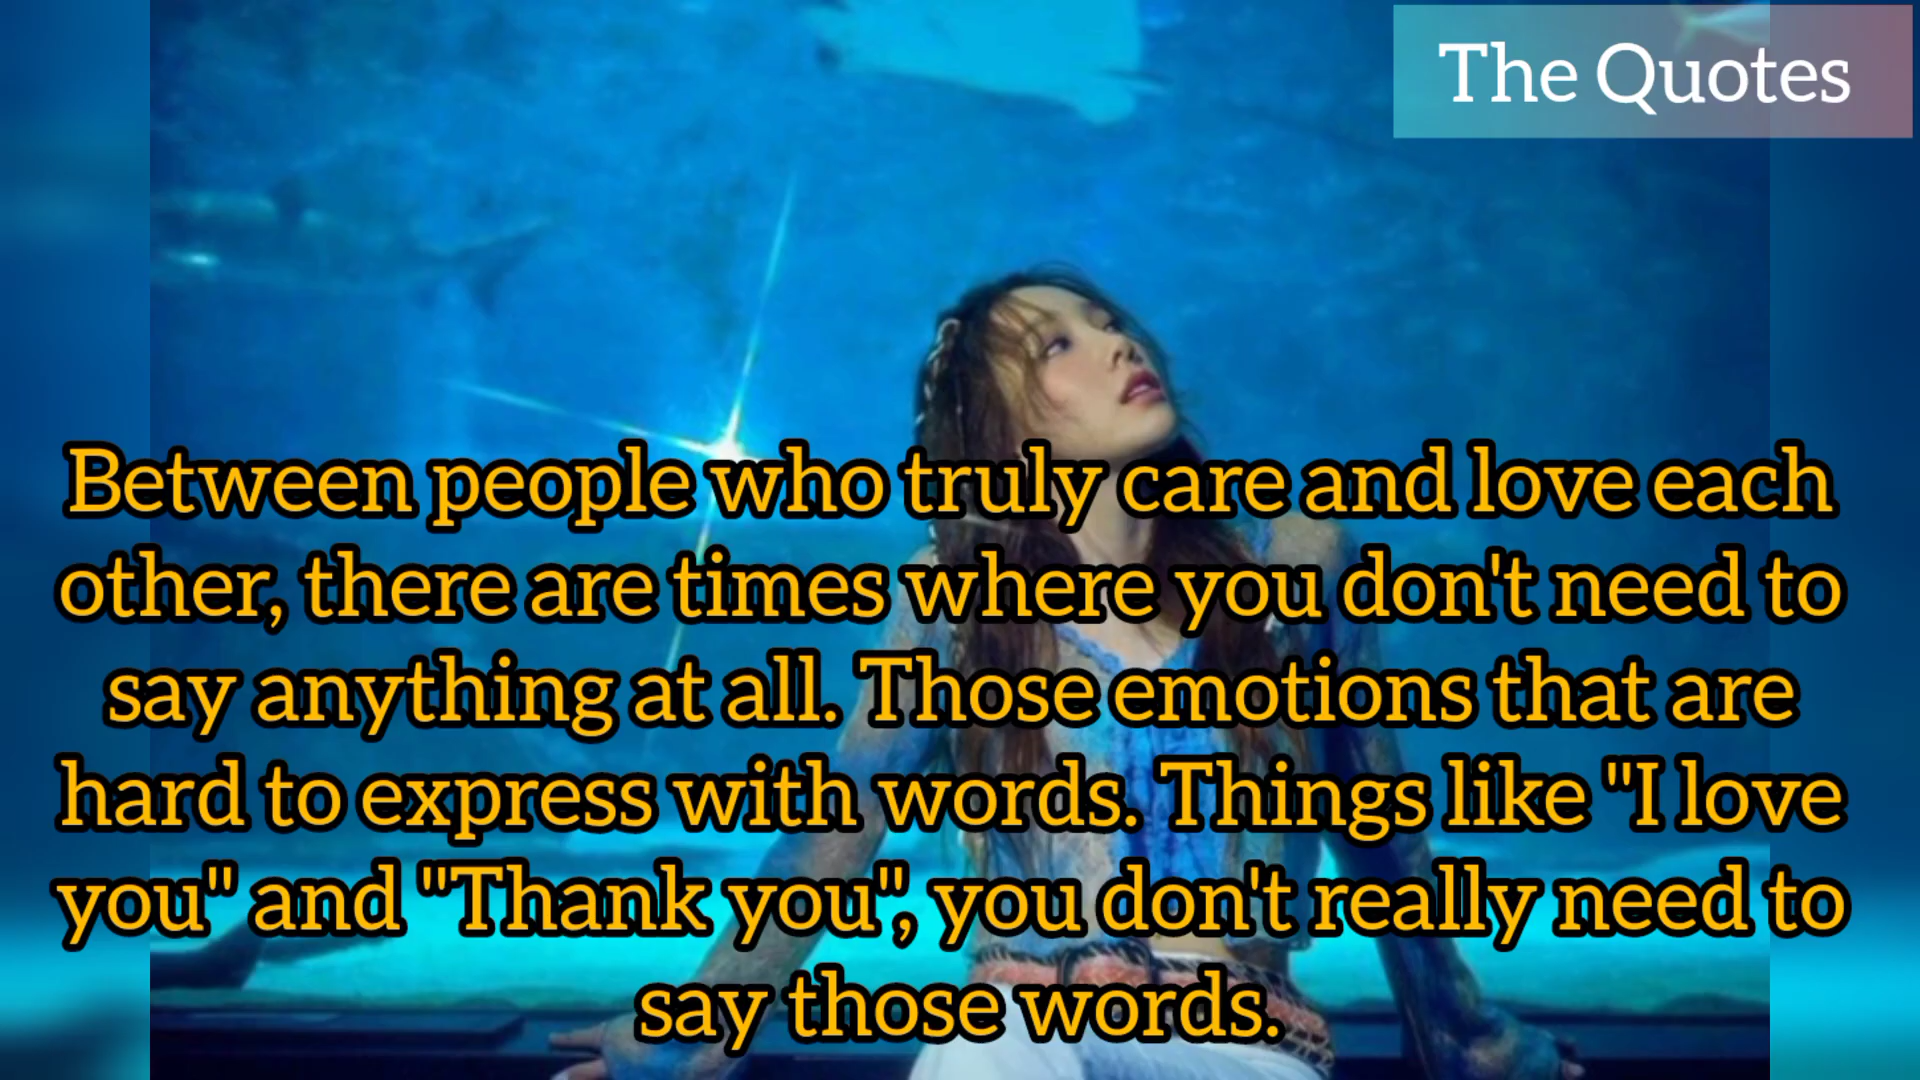 The Quotes
Between people who truly care and love each
other, there are times where you don't need to
say anything at all. Those emotions that are
hard to express with words. Things like "I love
you" and "Thank you", you don't really need to
say those words.